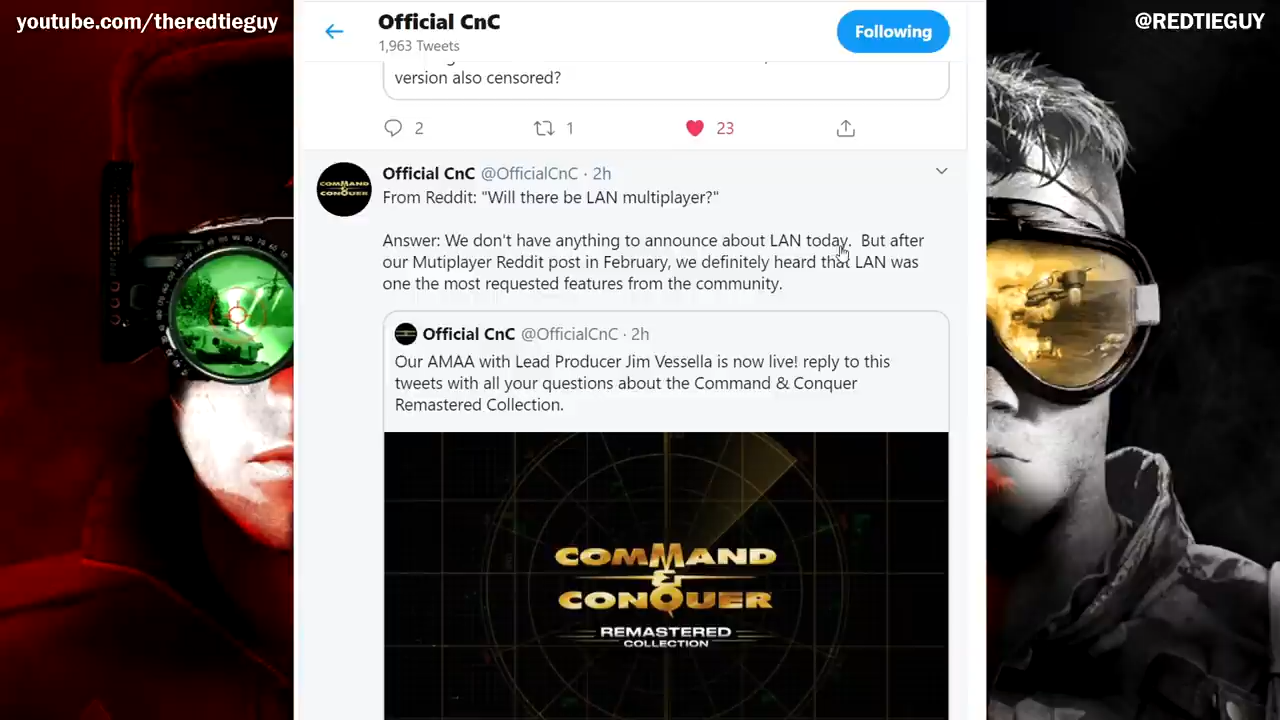 youtube.com/theredtieguy
@REDTIEGUY
Official CnC
1,963 Tweets
Following
version also censored?
2
1
23
Official CnC @OfficialCnC · 2h
From Reddit: "Will there be LAN multiplayer?"
Answer: We don't have anything to announce about LAN today. But after
our Mutiplayer Reddit post in February, we definitely heard that LAN was
one the most requested features from the community.
Official CnC @OfficialCnC · 2h
Our AMAA with Lead Producer Jim Vessella is now live! reply to this
tweets with all your questions about the Command & Conquer
Remastered Collection.
COMMAND
&
CONQUER
REMASTERED
COLLECTION
COMMAND
CONQUER